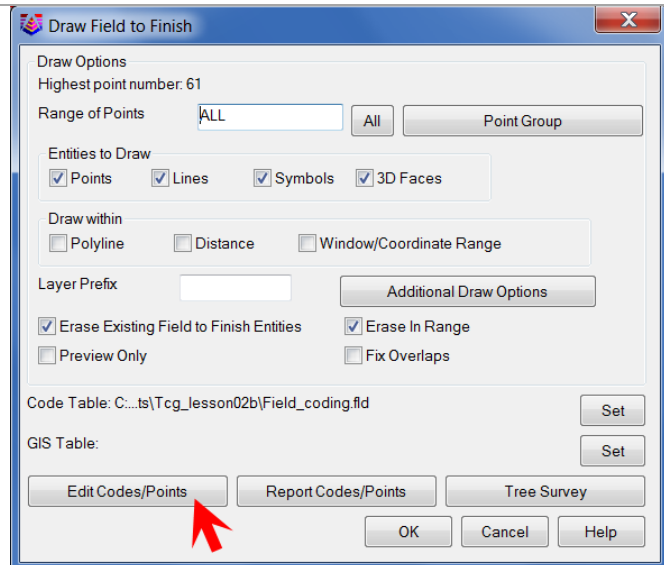 Draw Field to Finish
Draw Options
Highest point number: 61
Range of Points ALL All Point Group
Entities to Draw
Points Lines Symbols 3D Faces
Draw within
Polyline Distance Window/Coordinate Range
Layer Prefix Additional Draw Options
Erase Existing Field to Finish Entities Erase In Range
Preview Only Fix Overlaps
Code Table: C:...ts\Tcg_lesson02b\Field_coding.fld Set
GIS Table: Set
Edit Codes/Points Report Codes/Points Tree Survey
OK Cancel Help